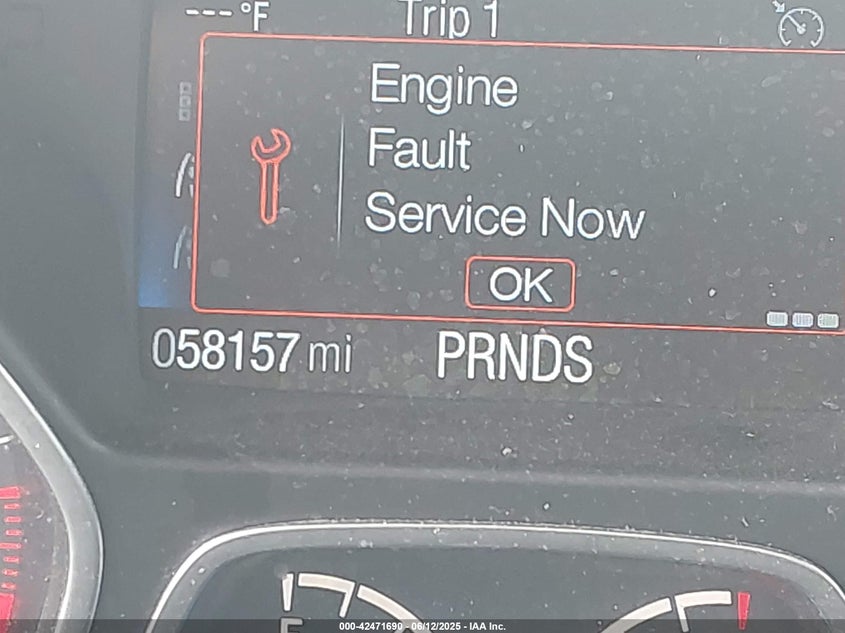 ---°F Trip 1
Engine
Fault
Service Now
OK
058157 mi PRNDS
000-42471690 - 06/12/2025 - IAA Inc.